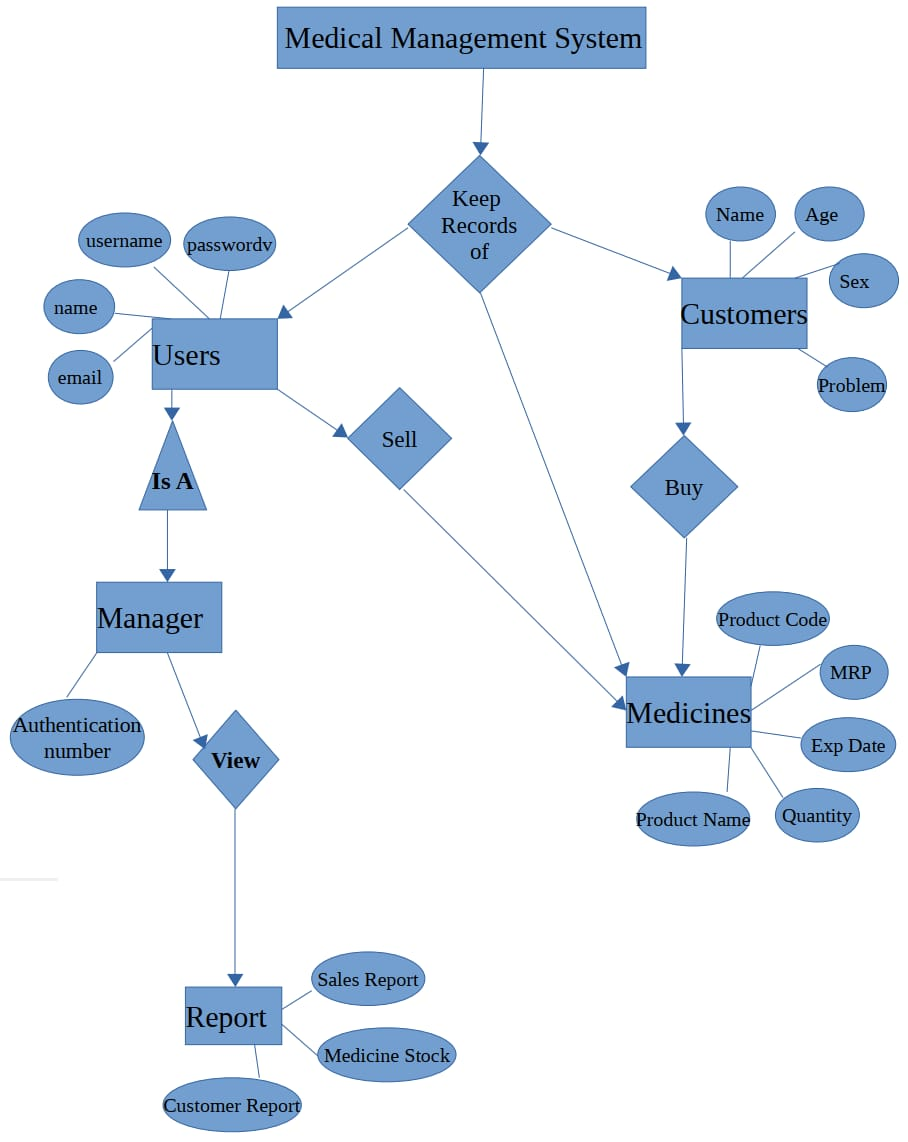 Medical Management System
Keep
Records
of
username
passwordv
name
email
Users
Name
Age
Sex
Customers
Problem
Sell
Is A
Buy
Manager
Authentication
number
View
Product Code
MRP
Medicines
Exp Date
Product Name
Quantity
Sales Report
Report
Medicine Stock
Customer Report